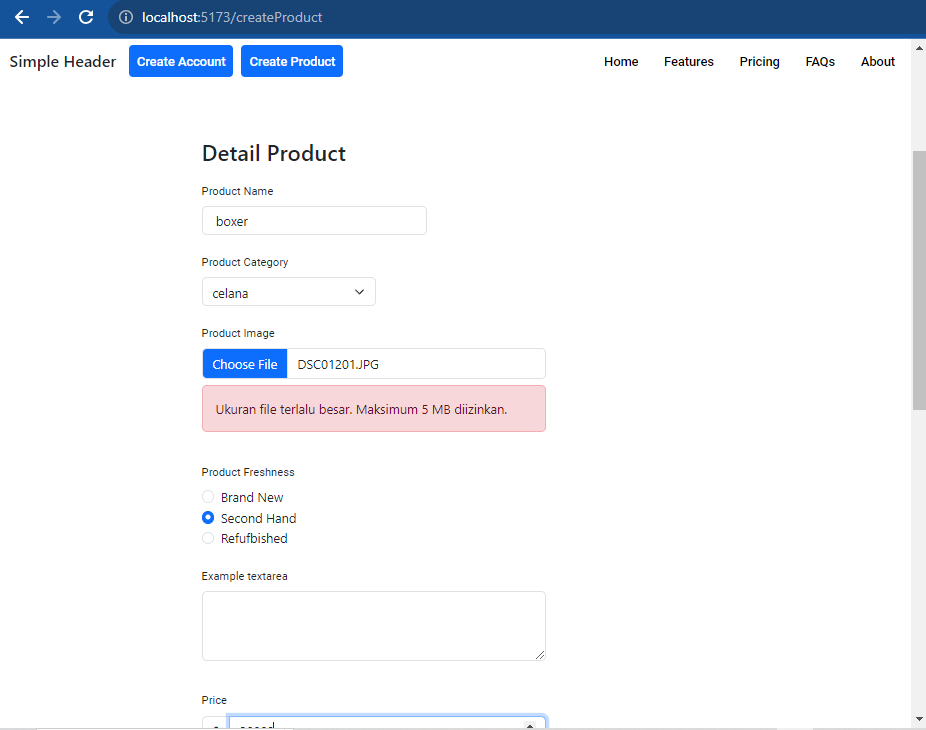 localhost:5173/createProduct
Simple Header Create Account Create Product Home Features Pricing FAQs About
Detail Product
Product Name
boxer
Product Category
celana
Product Image
Choose File DSC01201.JPG
Ukuran file terlalu besar. Maksimum 5 MB diizinkan.
Product Freshness
Brand New
Second Hand
Refufbished
Example textarea
Price